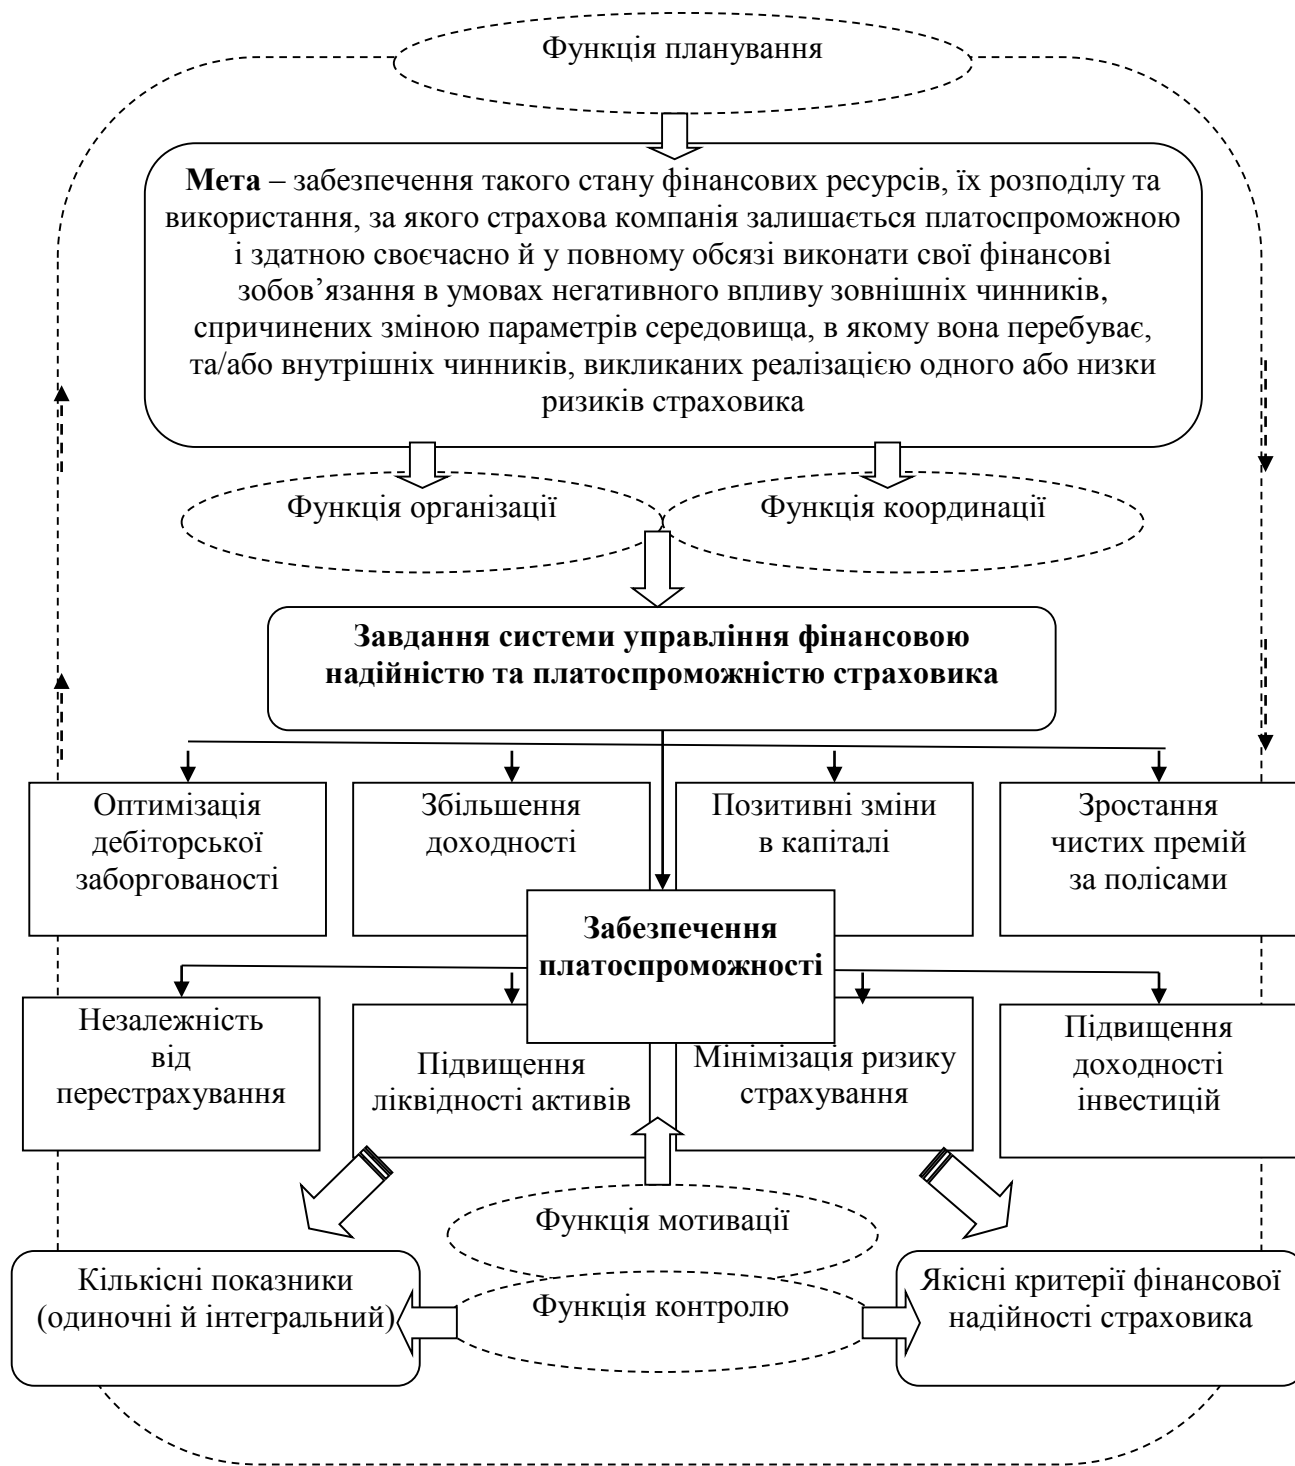 Функція планування
Мета – забезпечення такого стану фінансових ресурсів, їх розподілу та
використання, за якого страхова компанія залишається платоспроможною
і здатною своєчасно й у повному обсязі виконати свої фінансові
зобов’язання в умовах негативного впливу зовнішніх чинників,
спричинених зміною параметрів середовища, в якому вона перебуває,
та/або внутрішніх чинників, викликаних реалізацією одного або низки
ризиків страховика
Функція організації
Функція координації
Завдання системи управління фінансовою
надійністю та платоспроможністю страховика
Оптимізація
дебіторської
заборгованості
Збільшення
доходності
Позитивні зміни
в капіталі
Зростання
чистих премій
за полісами
Забезпечення
платоспроможності
Незалежність
від
перестрахування
Підвищення
ліквідності активів
Мінімізація ризику
страхування
Підвищення
доходності
інвестицій
Функція мотивації
Кількісні показники
(одиночні й інтегральний)
Функція контролю
Якісні критерії фінансової
надійності страховика